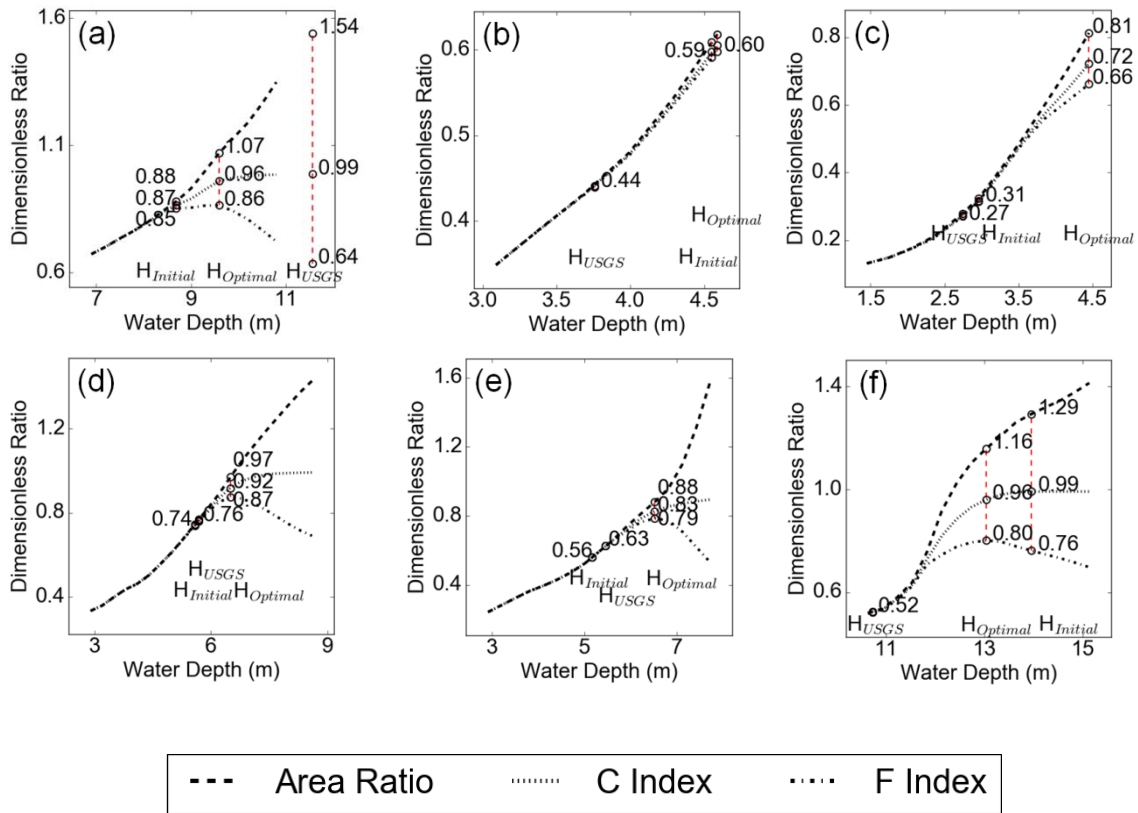 (a)
1.6
1.1
0.6
Dimensionless Ratio
1.54
1.07
0.99
0.96
0.88
0.87
0.86
0.85
0.64
H_Initial H_Optimal H_USGS
7 9 11
Water Depth (m)
(b)
0.6
0.5
0.4
Dimensionless Ratio
0.59 0.60
0.44
H_Optimal
H_USGS H_Initial
3.0 3.5 4.0 4.5
Water Depth (m)
(c)
0.8
0.6
0.4
0.2
Dimensionless Ratio
0.81
0.72
0.66
0.31
0.27
H_USGS H_Initial H_Optimal
1.5 2.5 3.5 4.5
Water Depth (m)
(d)
1.2
0.8
0.4
Dimensionless Ratio
0.97
0.92
0.87
0.74 0.76
H_USGS
H_Initial H_Optimal
3 6 9
Water Depth (m)
(e)
1.6
1.2
0.8
0.4
Dimensionless Ratio
0.88
0.83
0.79
0.56 0.63
H_Initial H_Optimal
H_USGS
3 5 7
Water Depth (m)
(f)
1.4
1.0
0.6
Dimensionless Ratio
1.29
1.16
0.96 0.99
0.80
0.76
0.52
H_USGS H_Optimal H_Initial
11 13 15
Water Depth (m)
Area Ratio C Index F Index